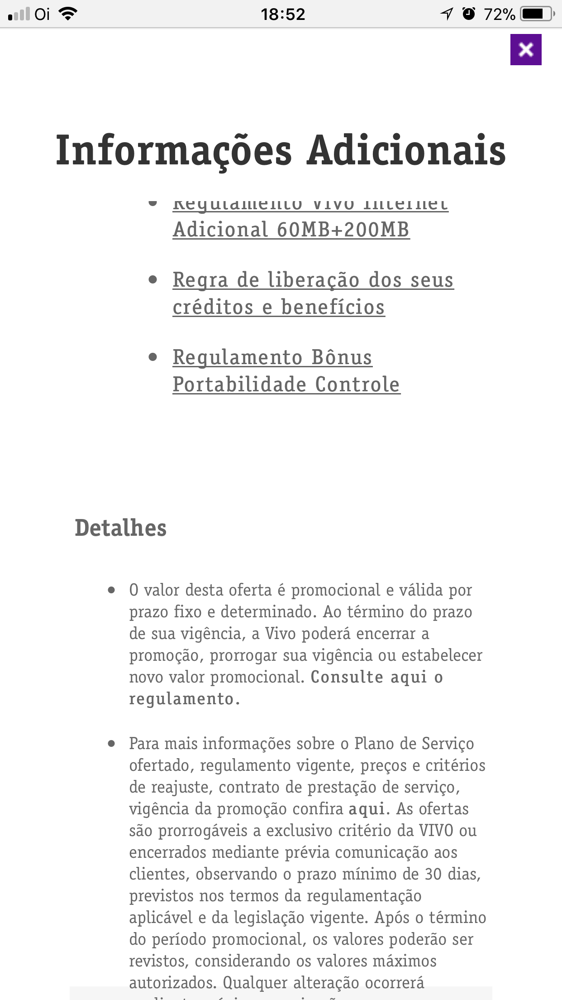 Oi
18:52
72%
Informações Adicionais
Regulamento Vivo Internet
Adicional 60MB+200MB
Regra de liberação dos seus
créditos e benefícios
Regulamento Bônus
Portabilidade Controle
Detalhes
O valor desta oferta é promocional e válida por
prazo fixo e determinado. Ao término do prazo
de sua vigência, a Vivo poderá encerrar a
promoção, prorrogar sua vigência ou estabelecer
novo valor promocional. Consulte aqui o
regulamento.
Para mais informações sobre o Plano de Serviço
ofertado, regulamento vigente, preços e critérios
de reajuste, contrato de prestação de serviço,
vigência da promoção confira aqui. As ofertas
são prorrogáveis a exclusivo critério da VIVO ou
encerrados mediante prévia comunicação aos
clientes, observando o prazo mínimo de 30 dias,
previstos nos termos da regulamentação
aplicável e da legislação vigente. Após o término
do período promocional, os valores poderão ser
revistos, considerando os valores máximos
autorizados. Qualquer alteração ocorrerá